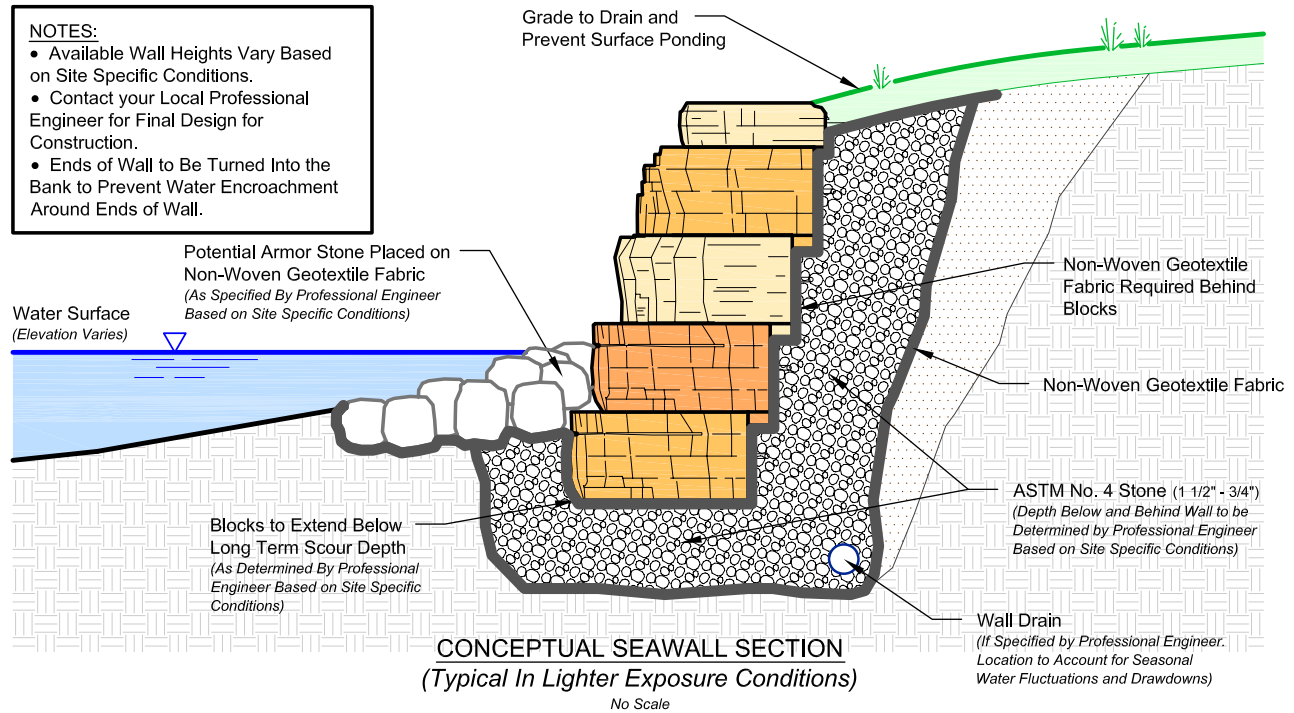 NOTES:
• Available Wall Heights Vary Based
on Site Specific Conditions.
• Contact your Local Professional
Engineer for Final Design for
Construction.
• Ends of Wall to Be Turned Into the
Bank to Prevent Water Encroachment
Around Ends of Wall.
Grade to Drain and
Prevent Surface Ponding
Potential Armor Stone Placed on
Non-Woven Geotextile Fabric
(As Specified By Professional Engineer
Based on Site Specific Conditions)
Water Surface
(Elevation Varies)
Non-Woven Geotextile
Fabric Required Behind
Blocks
Non-Woven Geotextile Fabric
ASTM No. 4 Stone (1 1/2" - 3/4")
(Depth Below and Behind Wall to be
Determined by Professional Engineer
Based on Site Specific Conditions)
Blocks to Extend Below
Long Term Scour Depth
(As Determined By Professional
Engineer Based on Site Specific
Conditions)
Wall Drain
(If Specified by Professional Engineer.
Location to Account for Seasonal
Water Fluctuations and Drawdowns)
CONCEPTUAL SEAWALL SECTION
(Typical In Lighter Exposure Conditions)
No Scale